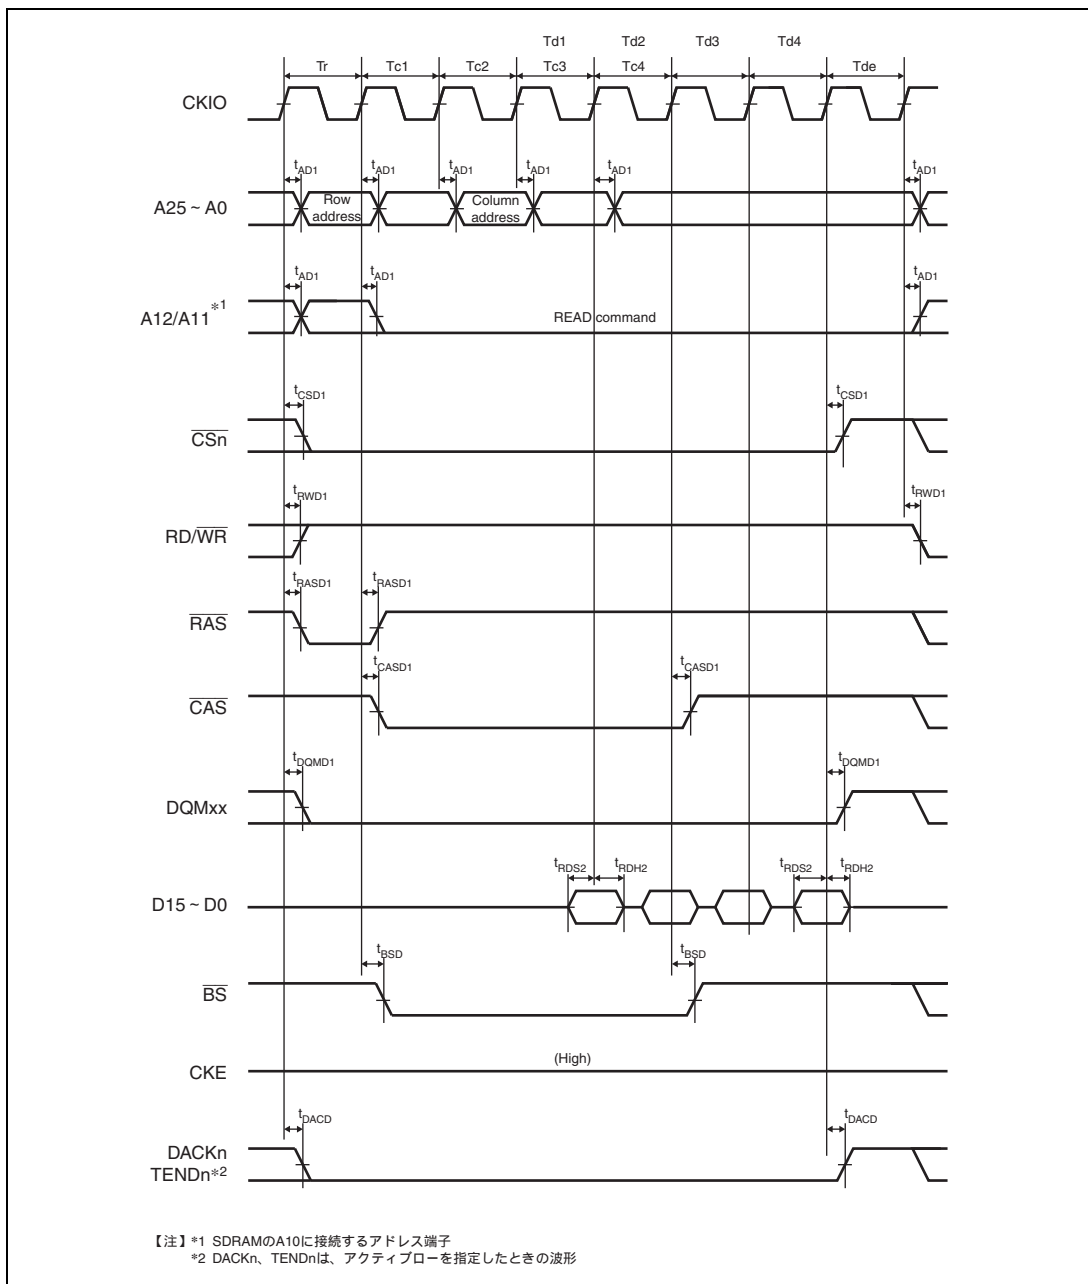 Td1 Td2 Td3 Td4
Tr Tc1 Tc2 Tc3 Tc4 Tde
CKIO
tAD1 tAD1 tAD1 tAD1 tAD1 tAD1
A25 ~ A0
Row address
Column address
tAD1 tAD1 tAD1
A12/A11*1
READ command
tCSD1 tCSD1
CSn
tRWD1 tRWD1
RD/WR
tRASD1 tRASD1
RAS
tCASD1 tCASD1
CAS
tDQMD1 tDQMD1
DQMxx
tRDS2 tRDH2 tRDS2 tRDH2
D15 ~ D0
tBSD tBSD
BS
(High)
CKE
tDACD tDACD
DACKn
TENDn*2
【注】*1 SDRAMのA10に接続するアドレス端子
*2 DACKn、TENDnは、アクティブローを指定したときの波形